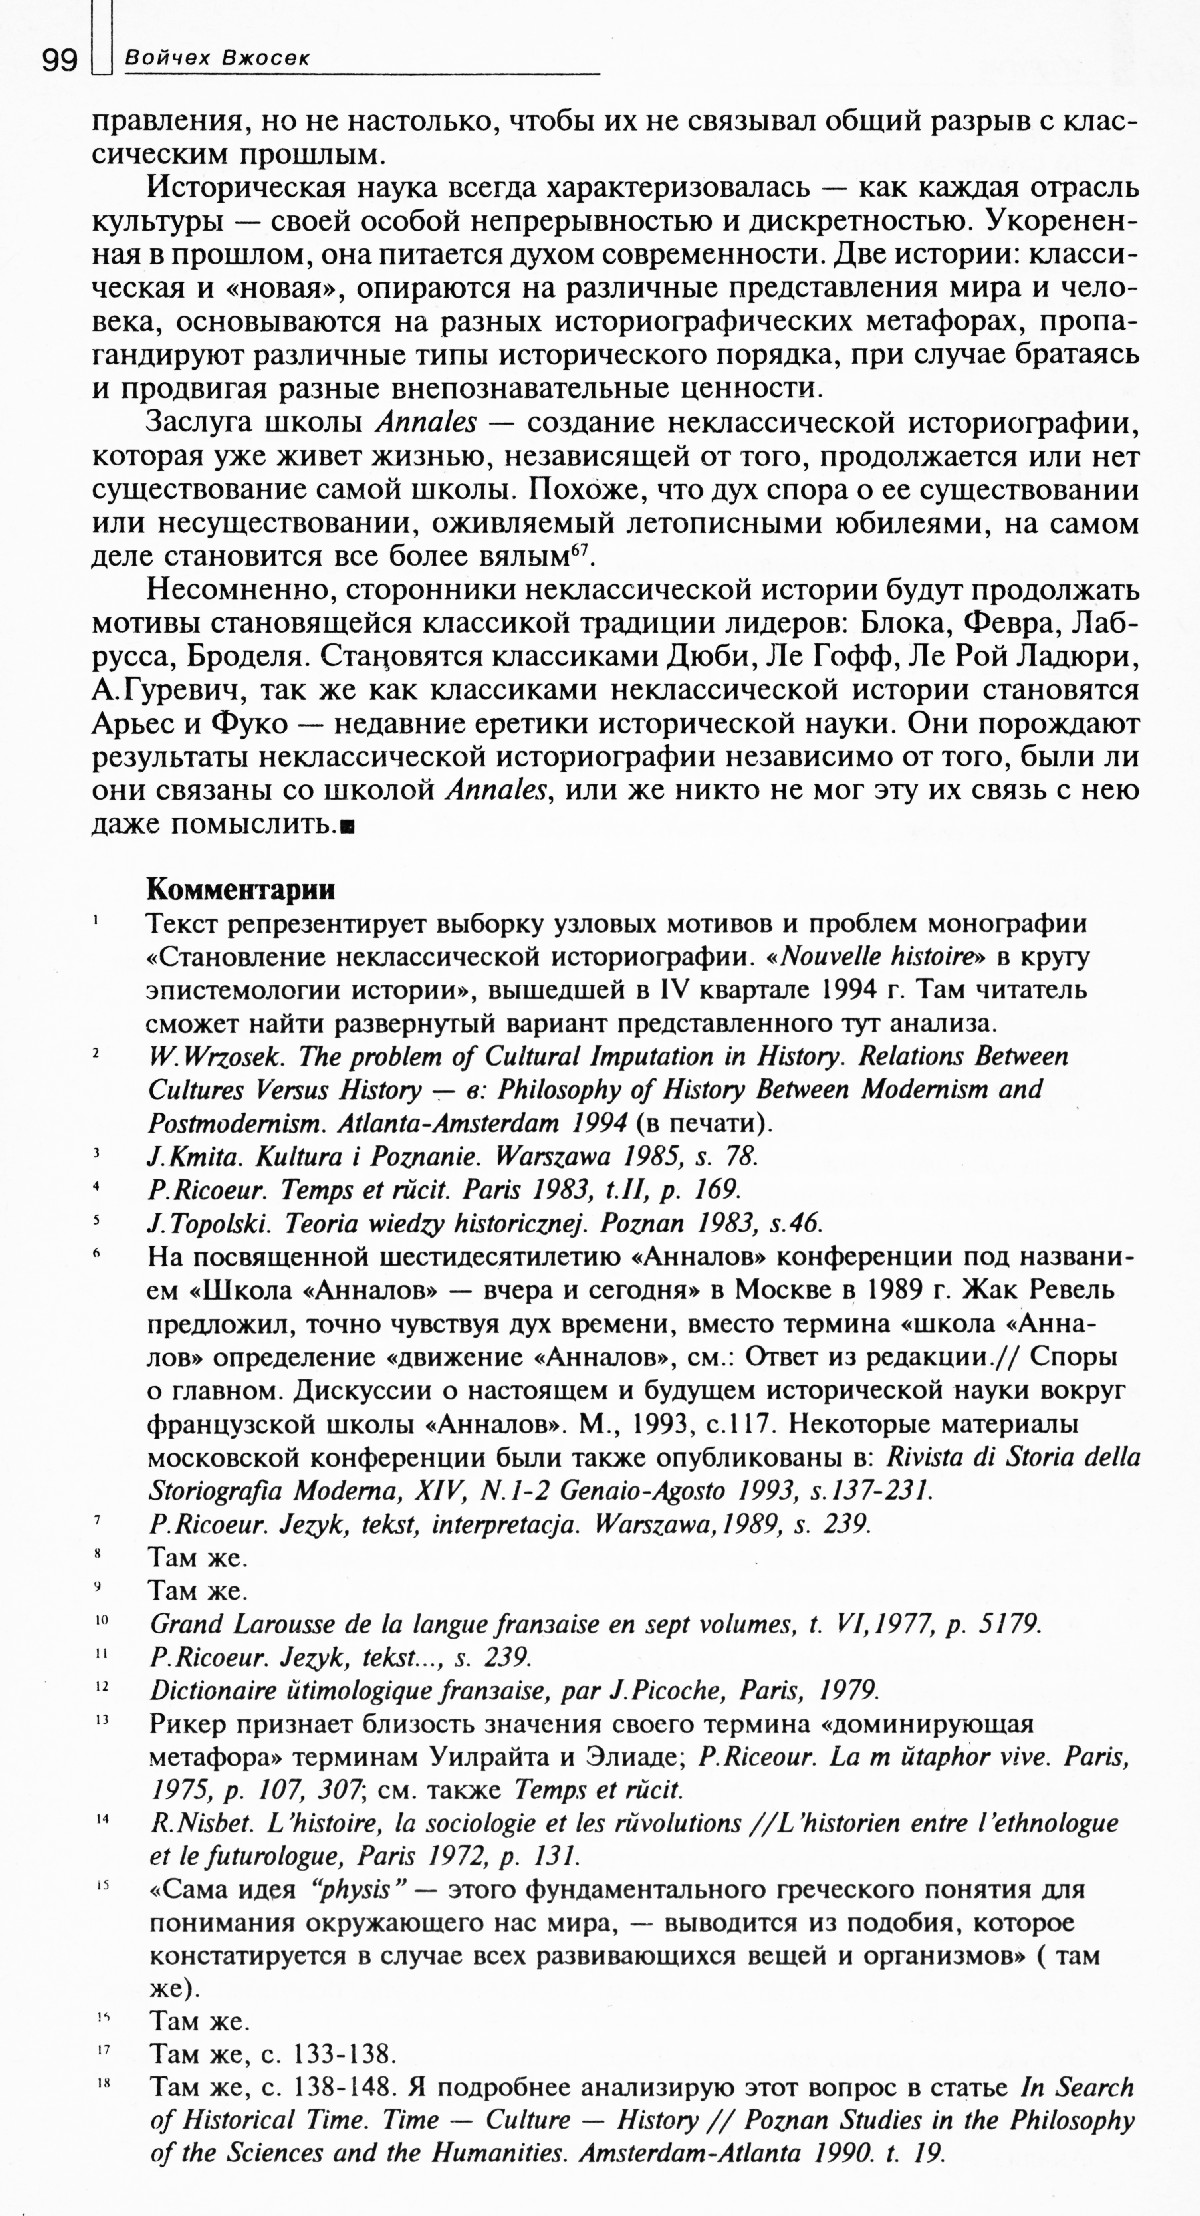 99 Войчех Вжосек
правления, но не настолько, чтобы их не связывал общий разрыв с клас-
сическим прошлым.
Историческая наука всегда характеризовалась — как каждая отрасль
культуры — своей особой непрерывностью и дискретностью. Укоренен-
ная в прошлом, она питается духом современности. Две истории: класси-
ческая и «новая», опираются на различные представления мира и чело-
века, основываются на разных историографических метафорах, пропа-
гандируют различные типы исторического порядка, при случае братаясь
и продвигая разные внепознавательные ценности.
Заслуга школы Annales — создание неклассической историографии,
которая уже живет жизнью, независящей от того, продолжается или нет
существование самой школы. Похоже, что дух спора о ее существовании
или несуществовании, оживляемый летописными юбилеями, на самом
деле становится все более вялым⁶⁷.
Несомненно, сторонники неклассической истории будут продолжать
мотивы становящейся классикой традиции лидеров: Блока, Февра, Лаб-
русса, Броделя. Становятся классиками Дюби, Ле Гофф, Ле Рой Ладюри,
А.Гуревич, так же как классиками неклассической истории становятся
Арьес и Фуко — недавние еретики исторической науки. Они порождают
результаты неклассической историографии независимо от того, были ли
они связаны со школой Annales, или же никто не мог эту их связь с нею
даже помыслить.■
Комментарии
1 Текст репрезентирует выборку узловых мотивов и проблем монографии
«Становление неклассической историографии. «Nouvelle histoire» в кругу
эпистемологии истории», вышедшей в IV квартале 1994 г. Там читатель
сможет найти развернутый вариант представленного тут анализа.
2 W.Wrzosek. The problem of Cultural Imputation in History. Relations Between
Cultures Versus History — в: Philosophy of History Between Modernism and
Postmodernism. Atlanta-Amsterdam 1994 (в печати).
3 J.Kmita. Kultura i Poznanie. Warszawa 1985, s. 78.
4 P.Ricoeur. Temps et rйcit. Paris 1983, t.II, p. 169.
5 J.Topolski. Teoria wiedzy historicznej. Poznan 1983, s.46.
6 На посвященной шестидесятилетию «Анналов» конференции под названи-
ем «Школа «Анналов» — вчера и сегодня» в Москве в 1989 г. Жак Ревель
предложил, точно чувствуя дух времени, вместо термина «школа «Анна-
лов» определение «движение «Анналов», см.: Ответ из редакции.// Споры
о главном. Дискуссии о настоящем и будущем исторической науки вокруг
французской школы «Анналов». М., 1993, с.117. Некоторые материалы
московской конференции были также опубликованы в: Rivista di Storia della
Storiografia Moderna, XIV, N.1-2 Genaio-Agosto 1993, s.137-231.
7 P.Ricoeur. Jezyk, tekst, interpretacja. Warszawa,1989, s. 239.
8 Там же.
9 Там же.
10 Grand Larousse de la langue franзaise en sept volumes, t. VI,1977, p. 5179.
11 P.Ricoeur. Jezyk, tekst..., s. 239.
12 Dictionaire йtimologique franзaise, par J.Picoche, Paris, 1979.
13 Рикер признает близость значения своего термина «доминирующая
метафора» терминам Уилрайта и Элиаде; P.Riceour. La m йtaphor vive. Paris,
1975, p. 107, 307; см. также Temps et rйcit.
14 R.Nisbet. L'histoire, la sociologie et les rйvolutions //L'historien entre l'ethnologue
et le futurologue, Paris 1972, p. 131.
15 «Сама идея "physis" — этого фундаментального греческого понятия для
понимания окружающего нас мира, — выводится из подобия, которое
констатируется в случае всех развивающихся вещей и организмов» ( там
же).
16 Там же.
17 Там же, с. 133-138.
18 Там же, с. 138-148. Я подробнее анализирую этот вопрос в статье In Search
of Historical Time. Time — Culture — History // Poznan Studies in the Philosophy
of the Sciences and the Humanities. Amsterdam-Atlanta 1990. t. 19.